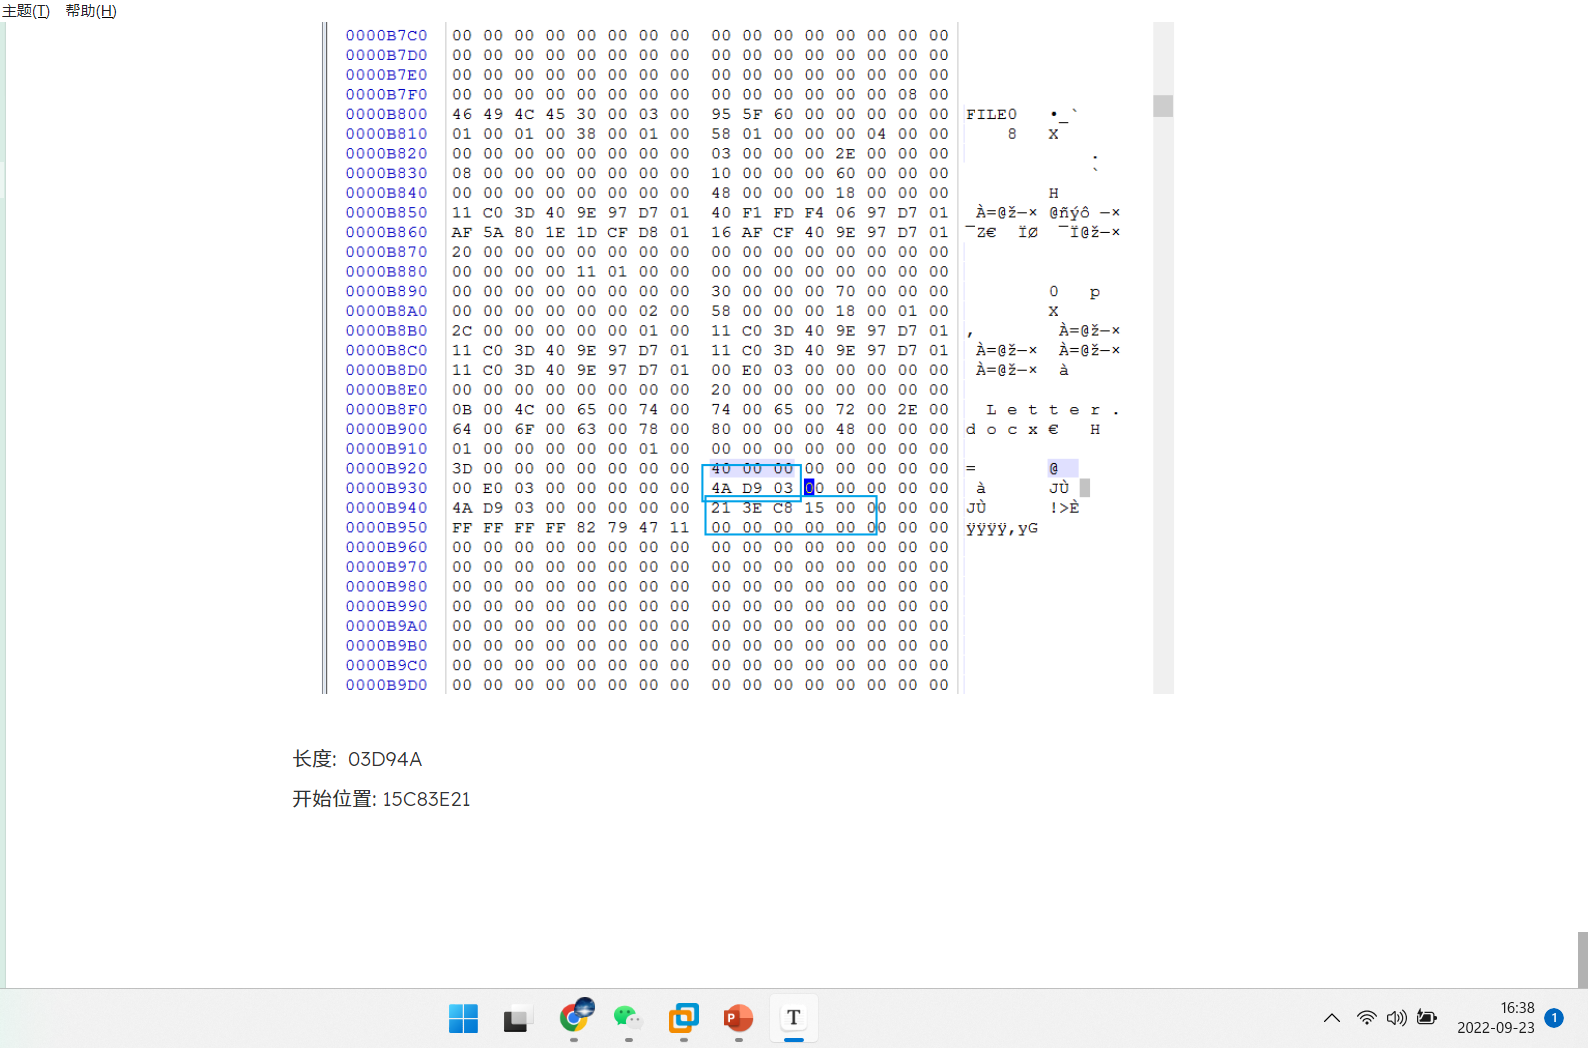 主题(T) 帮助(H)
0000B7C0 00 00 00 00 00 00 00 00 00 00 00 00 00 00 00 00
0000B7D0 00 00 00 00 00 00 00 00 00 00 00 00 00 00 00 00
0000B7E0 00 00 00 00 00 00 00 00 00 00 00 00 00 00 00 00
0000B7F0 00 00 00 00 00 00 00 00 00 00 00 00 00 00 08 00
0000B800 46 49 4C 45 30 00 03 00 95 5F 60 00 00 00 00 00 FILE0 •_`
0000B810 01 00 01 00 38 00 01 00 58 01 00 00 00 04 00 00 8 X
0000B820 00 00 00 00 00 00 00 00 03 00 00 00 2E 00 00 00 .
0000B830 08 00 00 00 00 00 00 00 10 00 00 00 60 00 00 00 `
0000B840 00 00 00 00 00 00 00 00 48 00 00 00 18 00 00 00 H
0000B850 11 C0 3D 40 9E 97 D7 01 40 F1 FD F4 06 97 D7 01 À=@ž—× @ñýô —×
0000B860 AF 5A 80 1E 1D CF D8 01 16 AF CF 40 9E 97 D7 01 ¯Z€ ÏØ ¯Ï@ž—×
0000B870 20 00 00 00 00 00 00 00 00 00 00 00 00 00 00 00
0000B880 00 00 00 00 11 01 00 00 00 00 00 00 00 00 00 00
0000B890 00 00 00 00 00 00 00 00 30 00 00 00 70 00 00 00 0 p
0000B8A0 00 00 00 00 00 00 02 00 58 00 00 00 18 00 01 00 X
0000B8B0 2C 00 00 00 00 00 01 00 11 C0 3D 40 9E 97 D7 01 , À=@ž—×
0000B8C0 11 C0 3D 40 9E 97 D7 01 11 C0 3D 40 9E 97 D7 01 À=@ž—× À=@ž—×
0000B8D0 11 C0 3D 40 9E 97 D7 01 00 E0 03 00 00 00 00 00 À=@ž—× à
0000B8E0 00 00 00 00 00 00 00 00 20 00 00 00 00 00 00 00
0000B8F0 0B 00 4C 00 65 00 74 00 74 00 65 00 72 00 2E 00 L e t t e r .
0000B900 64 00 6F 00 63 00 78 00 80 00 00 00 48 00 00 00 d o c x € H
0000B910 01 00 00 00 00 00 01 00 00 00 00 00 00 00 00 00
0000B920 3D 00 00 00 00 00 00 00 40 00 00 00 00 00 00 00 = @
0000B930 00 E0 03 00 00 00 00 00 4A D9 03 00 00 00 00 00 à JÙ
0000B940 4A D9 03 00 00 00 00 00 21 3E C8 15 00 00 00 00 JÙ !>È
0000B950 FF FF FF FF 82 79 47 11 00 00 00 00 00 00 00 00 ÿÿÿÿ‚yG
0000B960 00 00 00 00 00 00 00 00 00 00 00 00 00 00 00 00
0000B970 00 00 00 00 00 00 00 00 00 00 00 00 00 00 00 00
0000B980 00 00 00 00 00 00 00 00 00 00 00 00 00 00 00 00
0000B990 00 00 00 00 00 00 00 00 00 00 00 00 00 00 00 00
0000B9A0 00 00 00 00 00 00 00 00 00 00 00 00 00 00 00 00
0000B9B0 00 00 00 00 00 00 00 00 00 00 00 00 00 00 00 00
0000B9C0 00 00 00 00 00 00 00 00 00 00 00 00 00 00 00 00
0000B9D0 00 00 00 00 00 00 00 00 00 00 00 00 00 00 00 00
长度: 03D94A
开始位置: 15C83E21
P T
16:38
2022-09-23 1